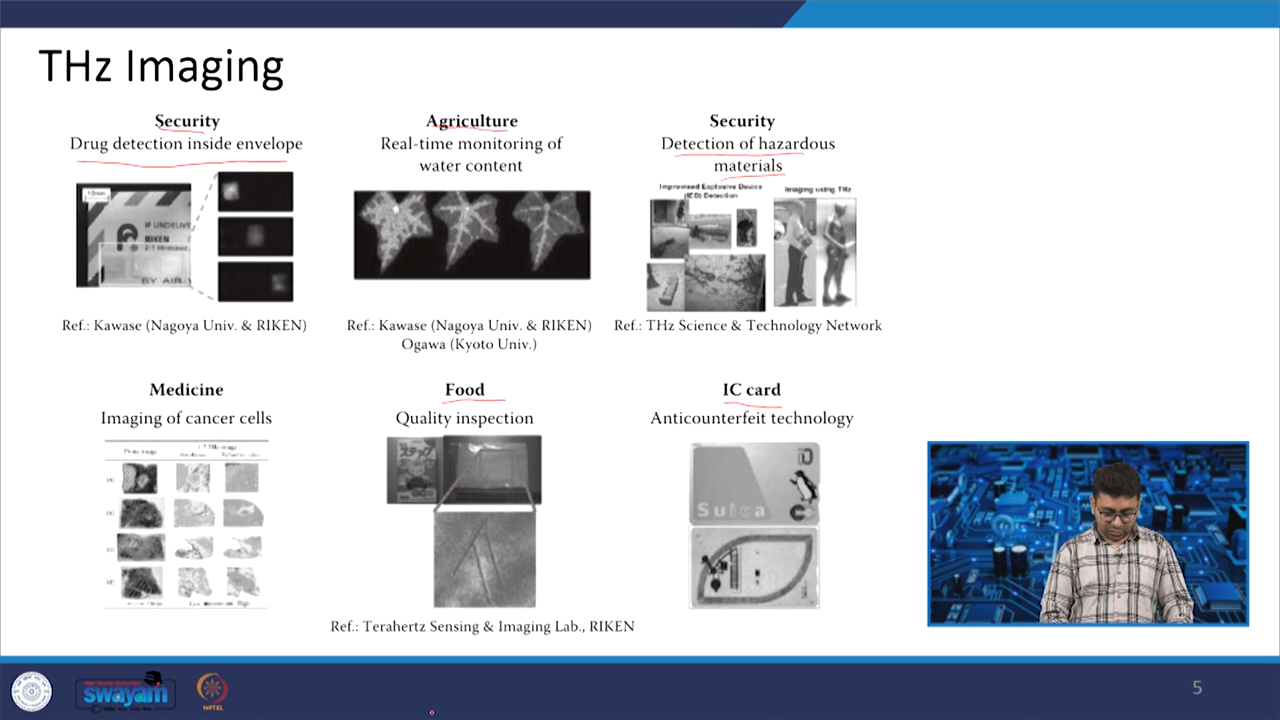 THz Imaging
Security
Drug detection inside envelope
IF UNDELIVE
RIKEN
BY AIR
Ref.: Kawase (Nagoya Univ. & RIKEN)
Agriculture
Real-time monitoring of
water content
Ref.: Kawase (Nagoya Univ. & RIKEN)
Ogawa (Kyoto Univ.)
Security
Detection of hazardous
materials
Improvised Explosive Device
(IED) Detection
Imaging using THz
Ref.: THz Science & Technology Network
Medicine
Imaging of cancer cells
Food
Quality inspection
IC card
Anticounterfeit technology
Suica
Ref.: Terahertz Sensing & Imaging Lab., RIKEN
swayam
NPTEL
5